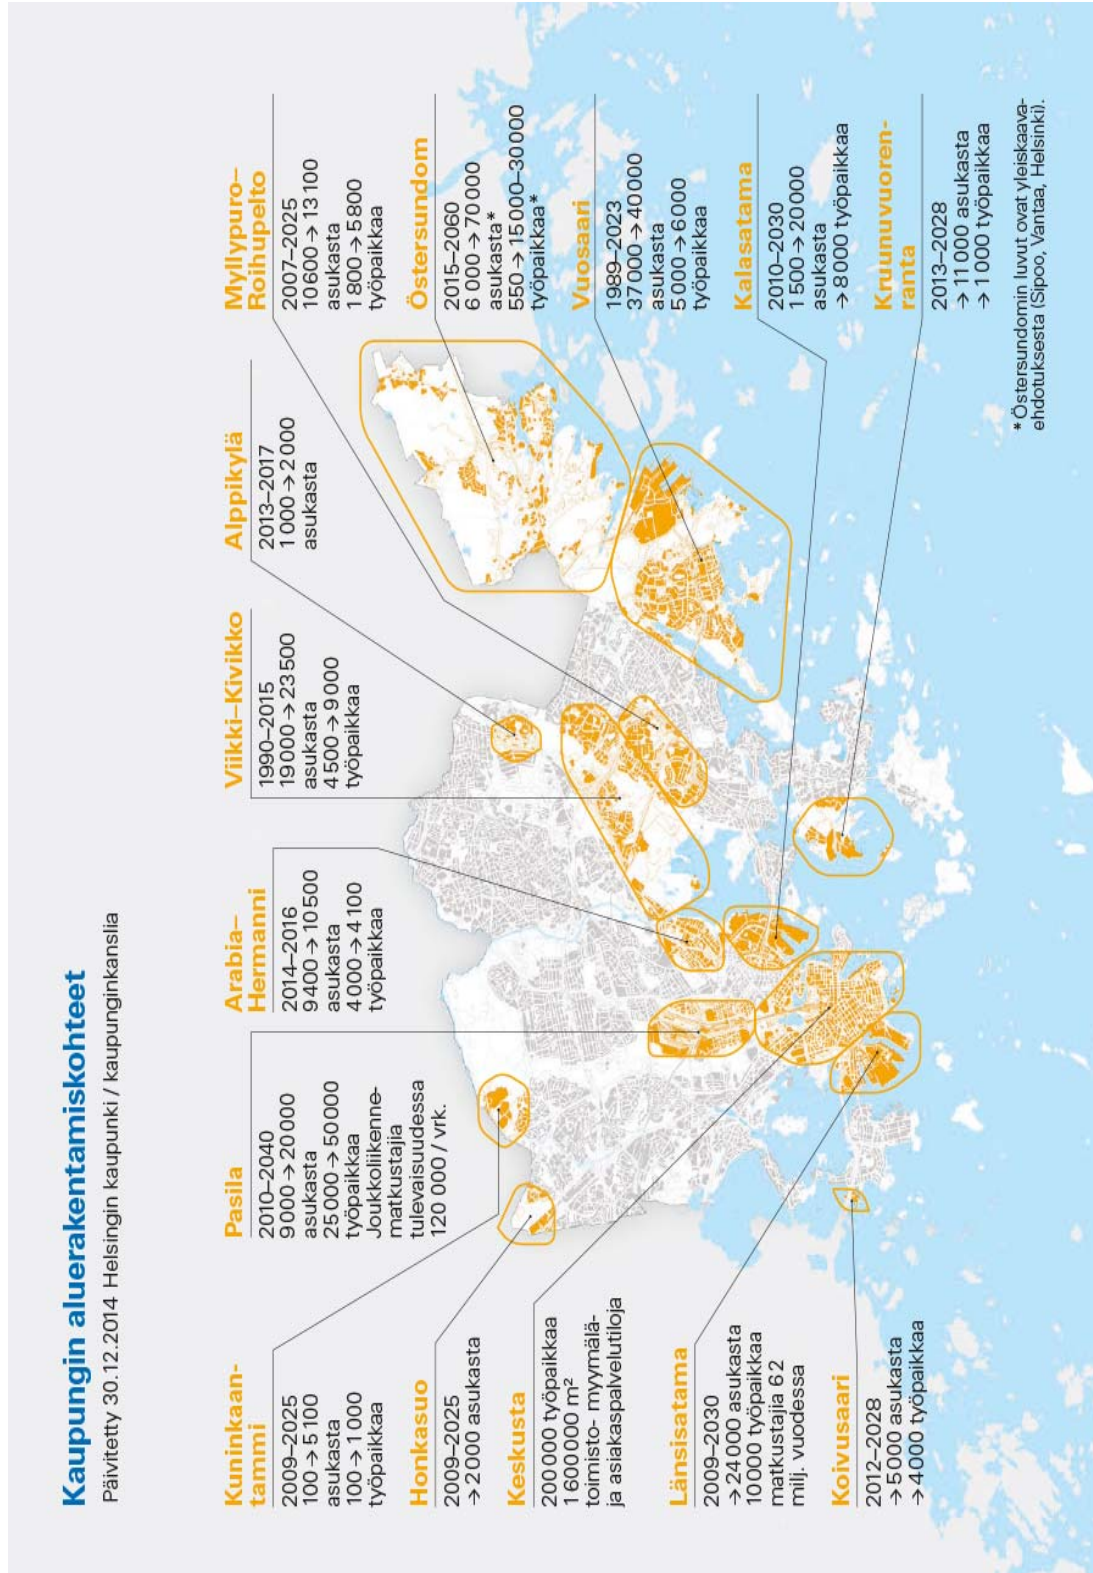 Kaupungin aluerakentamiskohteet
Päivitetty 30.12.2014 Helsingin kaupunki / kaupunginkanslia
Kuninkaan-
tammi
2009–2025
100 → 5 100
asukasta
100 → 1 000
työpaikkaa
Honkasuo
2009–2025
→ 2 000 asukasta
Keskusta
200 000 työpaikkaa
1 600 000 m²
toimisto- myymälä-
ja asiakaspalvelutiloja
Länsisatama
2009–2030
→ 24 000 asukasta
10 000 työpaikkaa
matkustajia 6 2
milj. vuodessa
Koivusaari
2012–2028
→ 5 000 asukasta
→ 4 000 työpaikkaa
Pasila
2010–2040
9 000 → 20 000
asukasta
25 000 → 50 000
työpaikkaa
Joukkoliikenne-
matkustajia
tulevaisuudessa
120 000 / vrk.
Arabia–
Hermanni
2014–2016
9 400 → 10 500
asukasta
4 000 → 4 100
työpaikkaa
Viikki–Kivikko
1990–2015
19 000 → 23 500
asukasta
4 500 → 9 000
työpaikkaa
Alppikylä
2013–2017
1 000 → 2 000
asukasta
Myllypuro–
Roihupelto
2007–2025
10 600 → 13 100
asukasta
1 800 → 5 800
työpaikkaa
Östersundom
2015–2060
6 000 → 70 000
asukasta*
550 → 15 000–30 000
työpaikkaa*
Vuosaari
1989–2023
37 000 → 40 000
asukasta
5 000 → 6 000
työpaikkaa
Kalasatama
2010–2030
1 500 → 20 000
asukasta
→ 8 000 työpaikkaa
Kruunuvuoren-
ranta
2013–2028
→ 11 000 asukasta
→ 1 000 työpaikkaa
*Östersundomin luvut ovat yleiskaava-
ehdotuksesta (Sipoo, Vantaa, Helsinki).